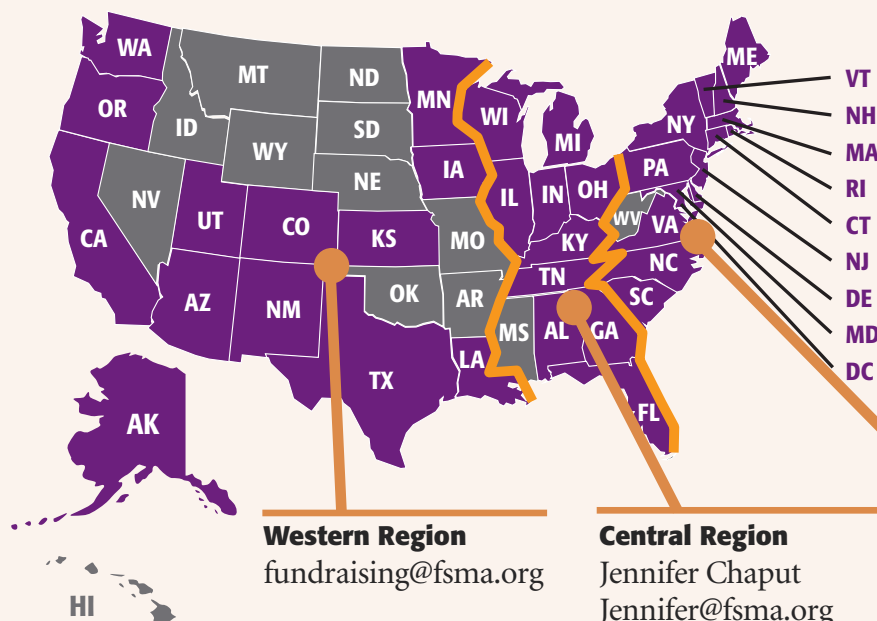 WA
OR
CA
NV
ID
MT
WY
UT
CO
AZ
NM
ND
SD
NE
KS
OK
TX
MN
IA
MO
AR
LA
WI
IL
MI
IN
OH
KY
TN
MS
AL
GA
FL
SC
NC
VA
WV
PA
NY
ME
VT
NH
MA
RI
CT
NJ
DE
MD
DC
AK
HI
Western Region
fundraising@fsma.org
Central Region
Jennifer Chaput
Jennifer@fsma.org